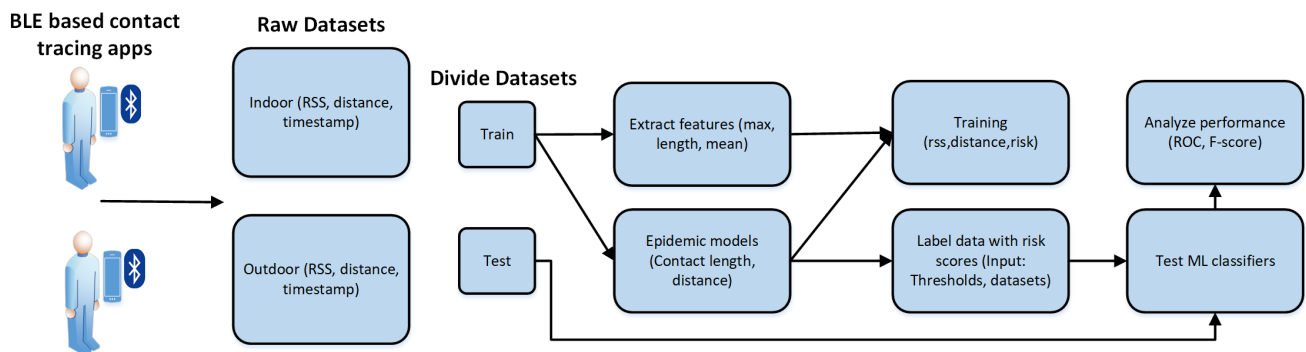 BLE based contact
tracing apps
Raw Datasets
Indoor (RSS, distance,
timestamp)
Outdoor (RSS, distance,
timestamp)
Divide Datasets
Train
Test
Extract features (max,
length, mean)
Epidemic models
(Contact length,
distance)
Training
(rss,distance,risk)
Label data with risk
scores (Input:
Thresholds, datasets)
Analyze performance
(ROC, F-score)
Test ML classifiers